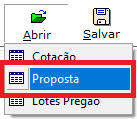 Abrir Salvar
Cotação
Proposta
Lotes Pregão